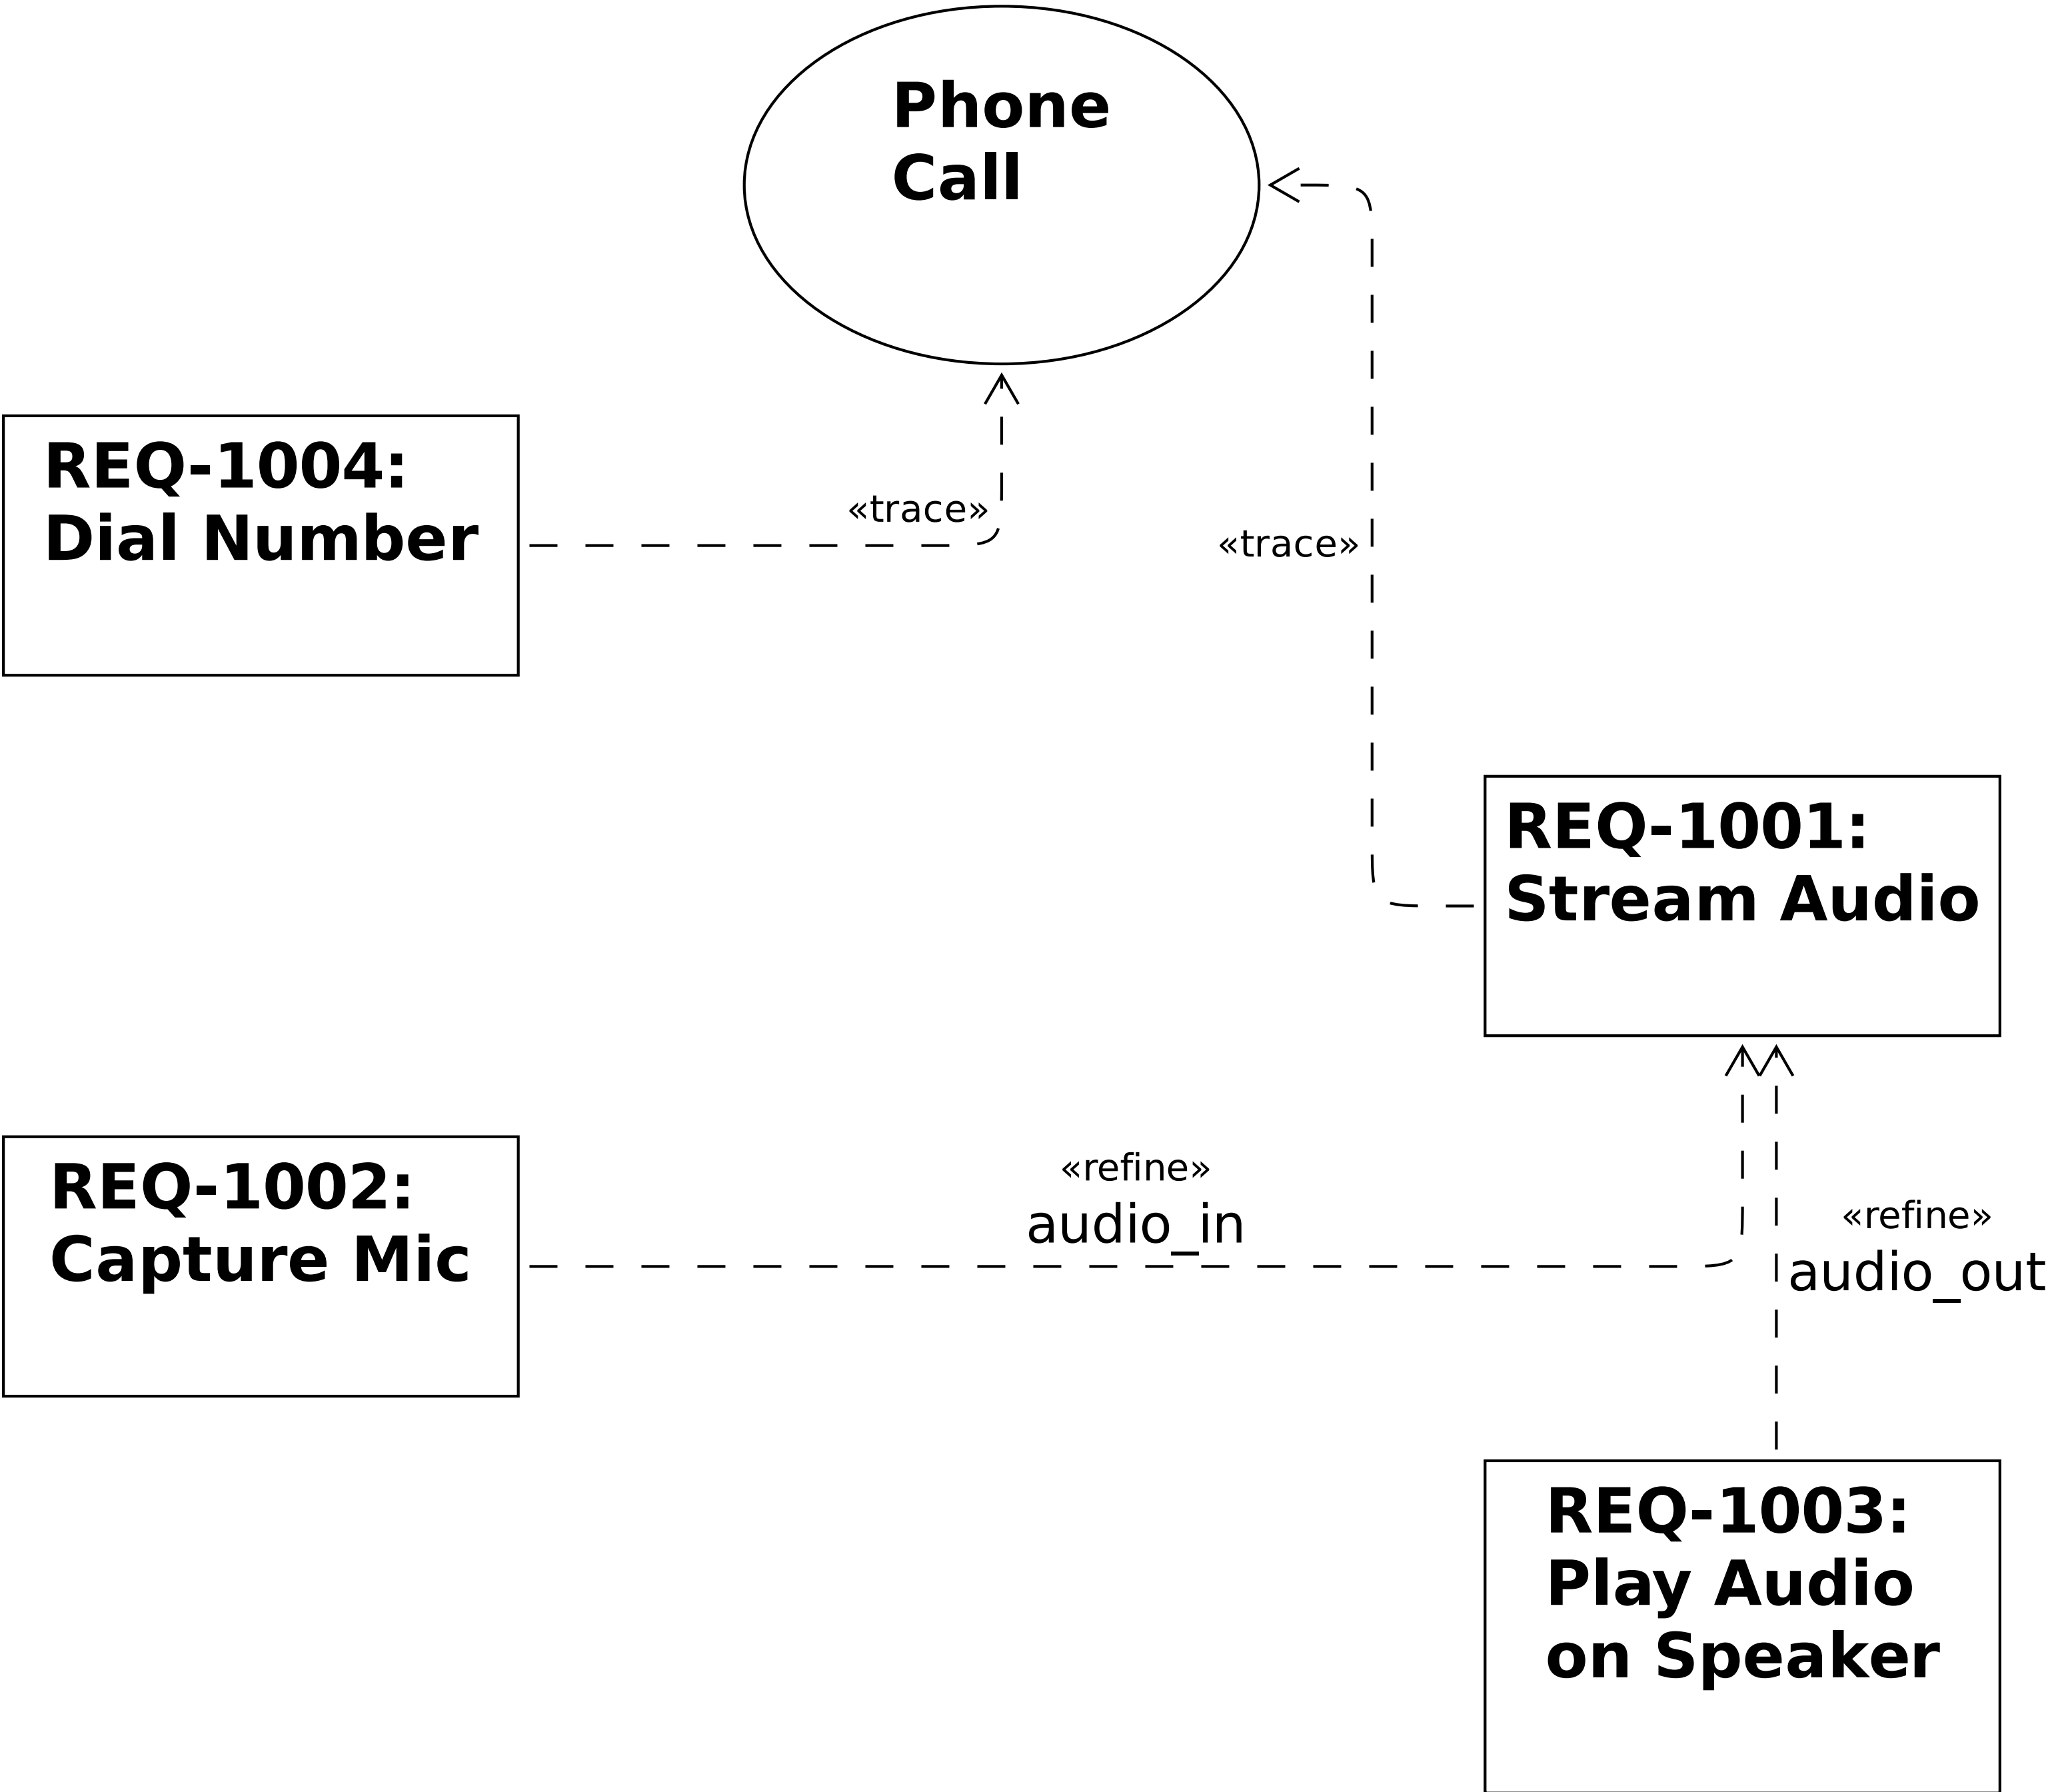 Phone
Call
REQ-1004:
Dial Number
«trace»
«trace»
REQ-1001:
Stream Audio
REQ-1002:
Capture Mic
«refine»
audio_in
«refine»
audio_out
REQ-1003:
Play Audio
on Speaker